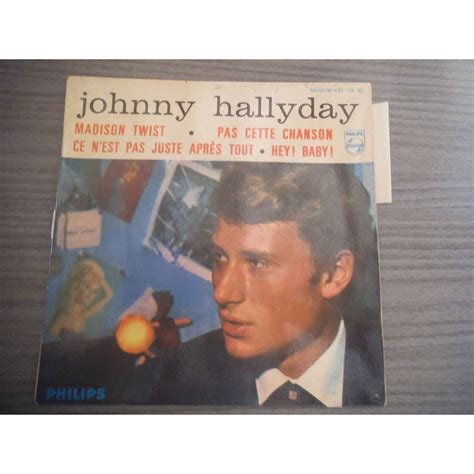 johnny hallyday
MADISON TWIST • PAS CETTE CHANSON
CE N'EST PAS JUSTE APRÈS TOUT • HEY! BABY!
PHILIPS
PHILIPS